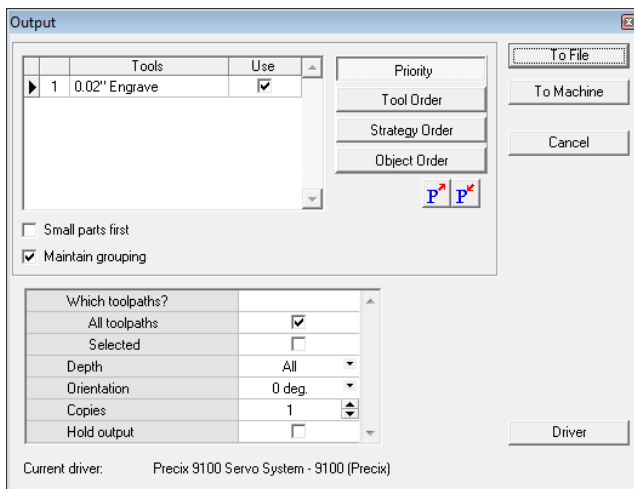 Output
Tools Use
1 0.02" Engrave
Priority
Tool Order
Strategy Order
Object Order
P P
Small parts first
Maintain grouping
To File
To Machine
Cancel
Which toolpaths?
All toolpaths
Selected
Depth All
Orientation 0 deg.
Copies 1
Hold output
Driver
Current driver: Precix 9100 Servo System - 9100 (Precix)